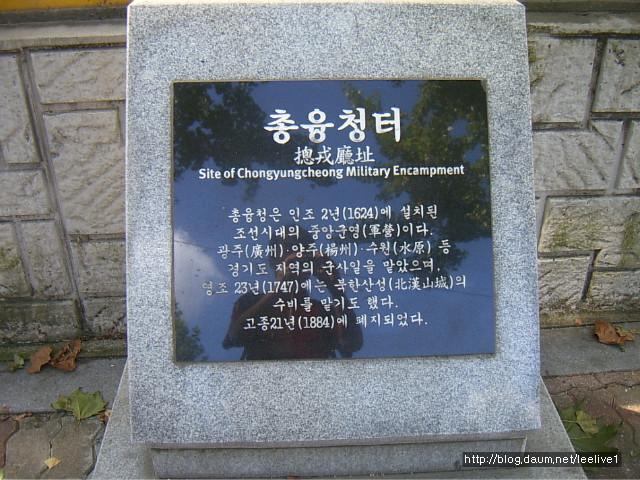 총융청터
摠戎廳址
Site of Chongyungcheong Military Encampment
총융청은 인조 2년(1624)에 설치된
조선시대의 중앙군영(軍營)이다.
광주(廣州)·양주(楊州)·수원(水原) 등
경기도 지역의 군사일을 맡았으며,
영조 23년(1747)에는 북한산성(北漢山城)의
수비를 맡기도 했다.
고종21년(1884)에 폐지되었다.
http://blog.daum.net/leelive1